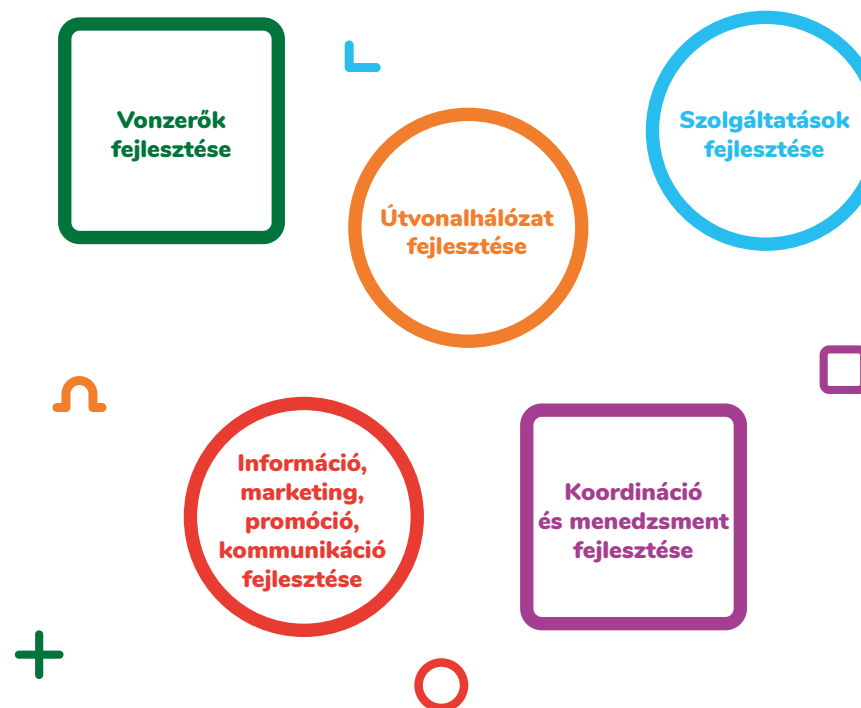 Vonzerők
fejlesztése
Útvonalhálózat
fejlesztése
Szolgáltatások
fejlesztése
Információ,
marketing,
promóció,
kommunikáció
fejlesztése
Koordináció
és menedzsment
fejlesztése